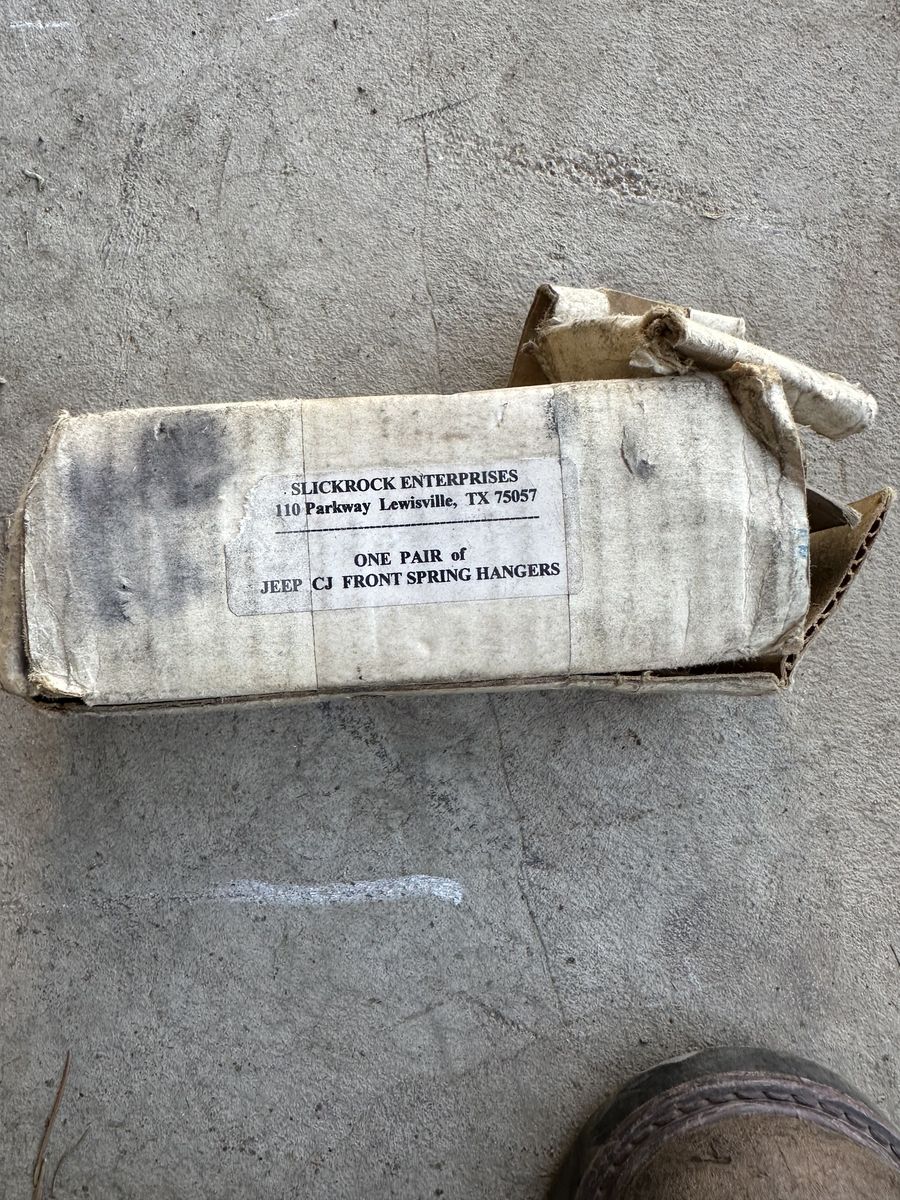 SLICKROCK ENTERPRISES
110 Parkway Lewisville, TX 75057
ONE PAIR of
JEEP CJ FRONT SPRING HANGERS